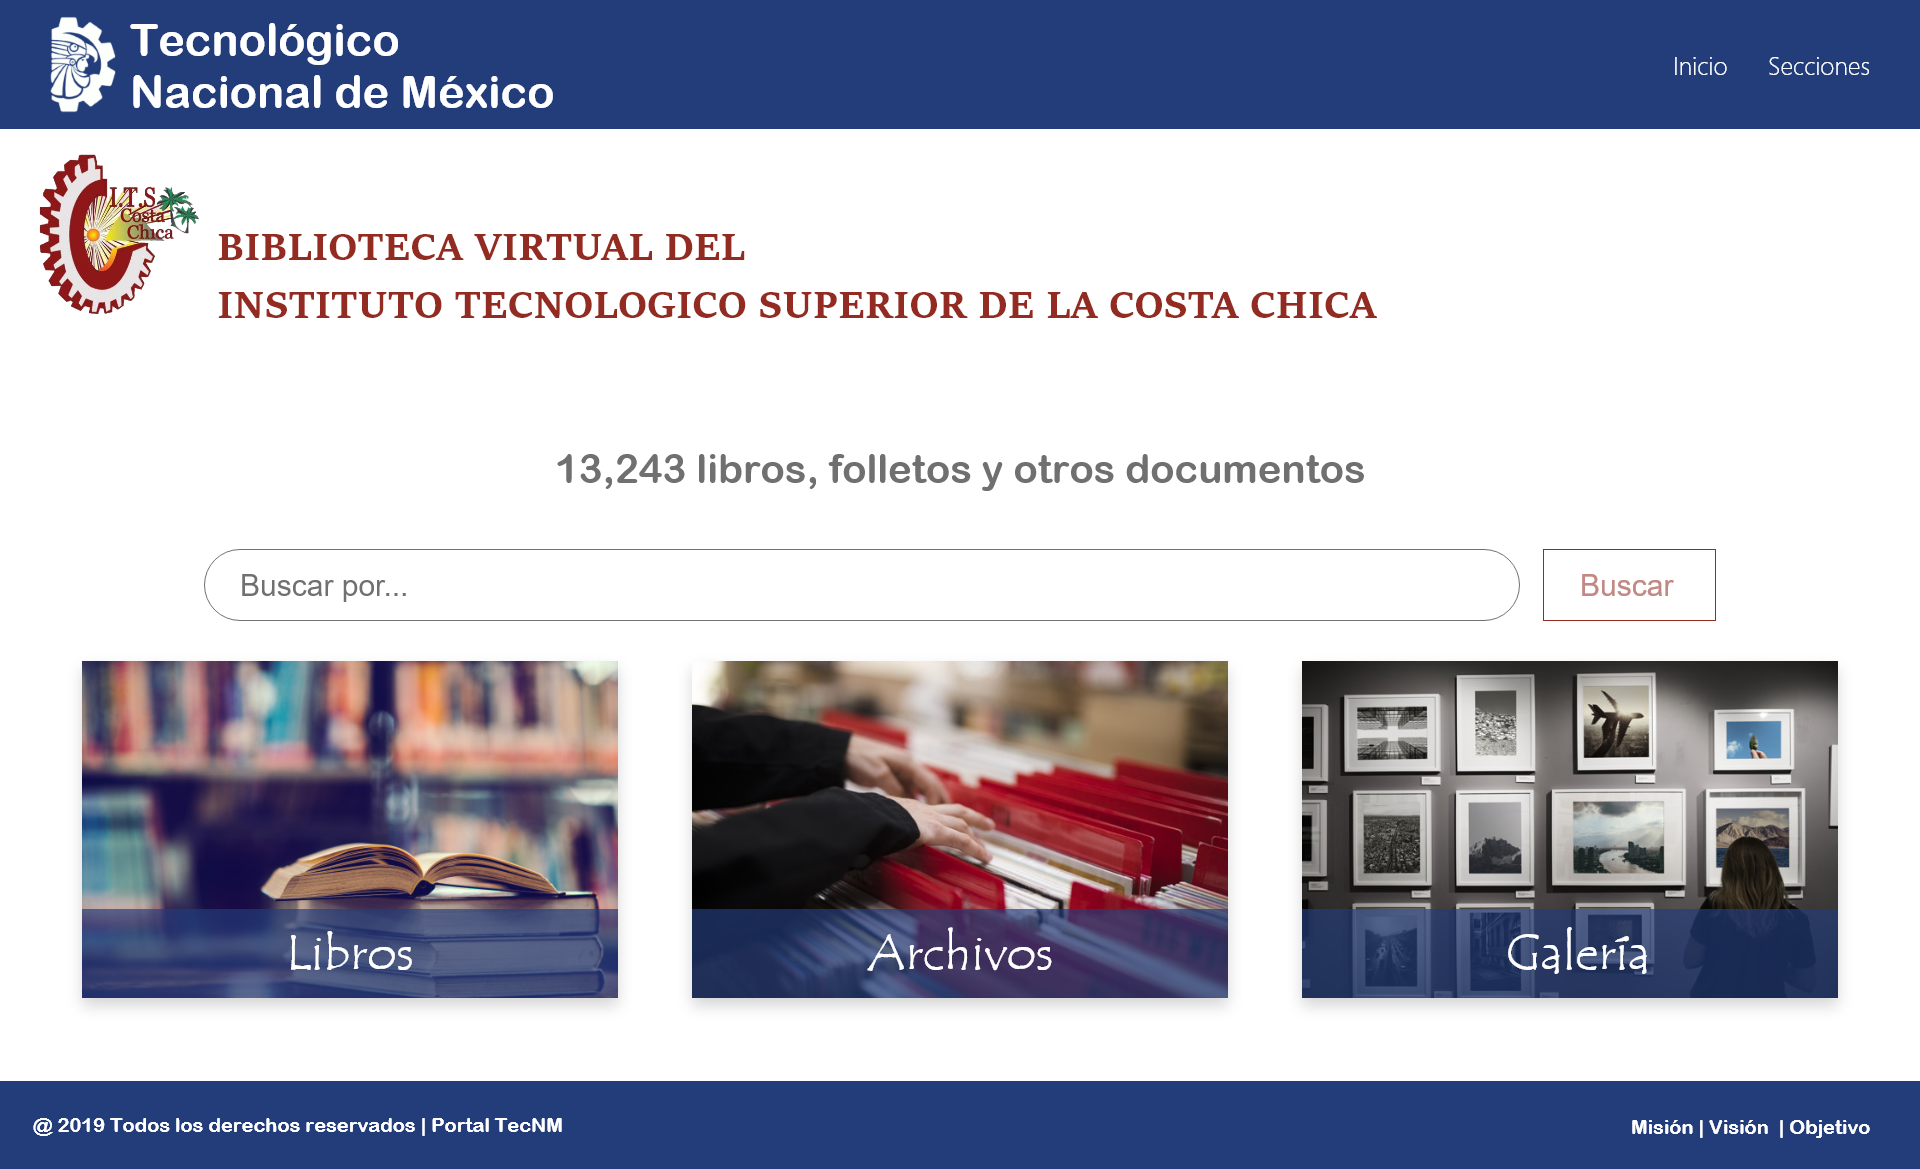 Tecnológico
Nacional de México
Inicio
Secciones
I.T.S.
Costa
Chica
BIBLIOTECA VIRTUAL DEL
INSTITUTO TECNOLOGICO SUPERIOR DE LA COSTA CHICA
13,243 libros, folletos y otros documentos
Buscar por...
Buscar
Libros
Archivos
Galería
@ 2019 Todos los derechos reservados | Portal TecNM
Misión | Visión | Objetivo